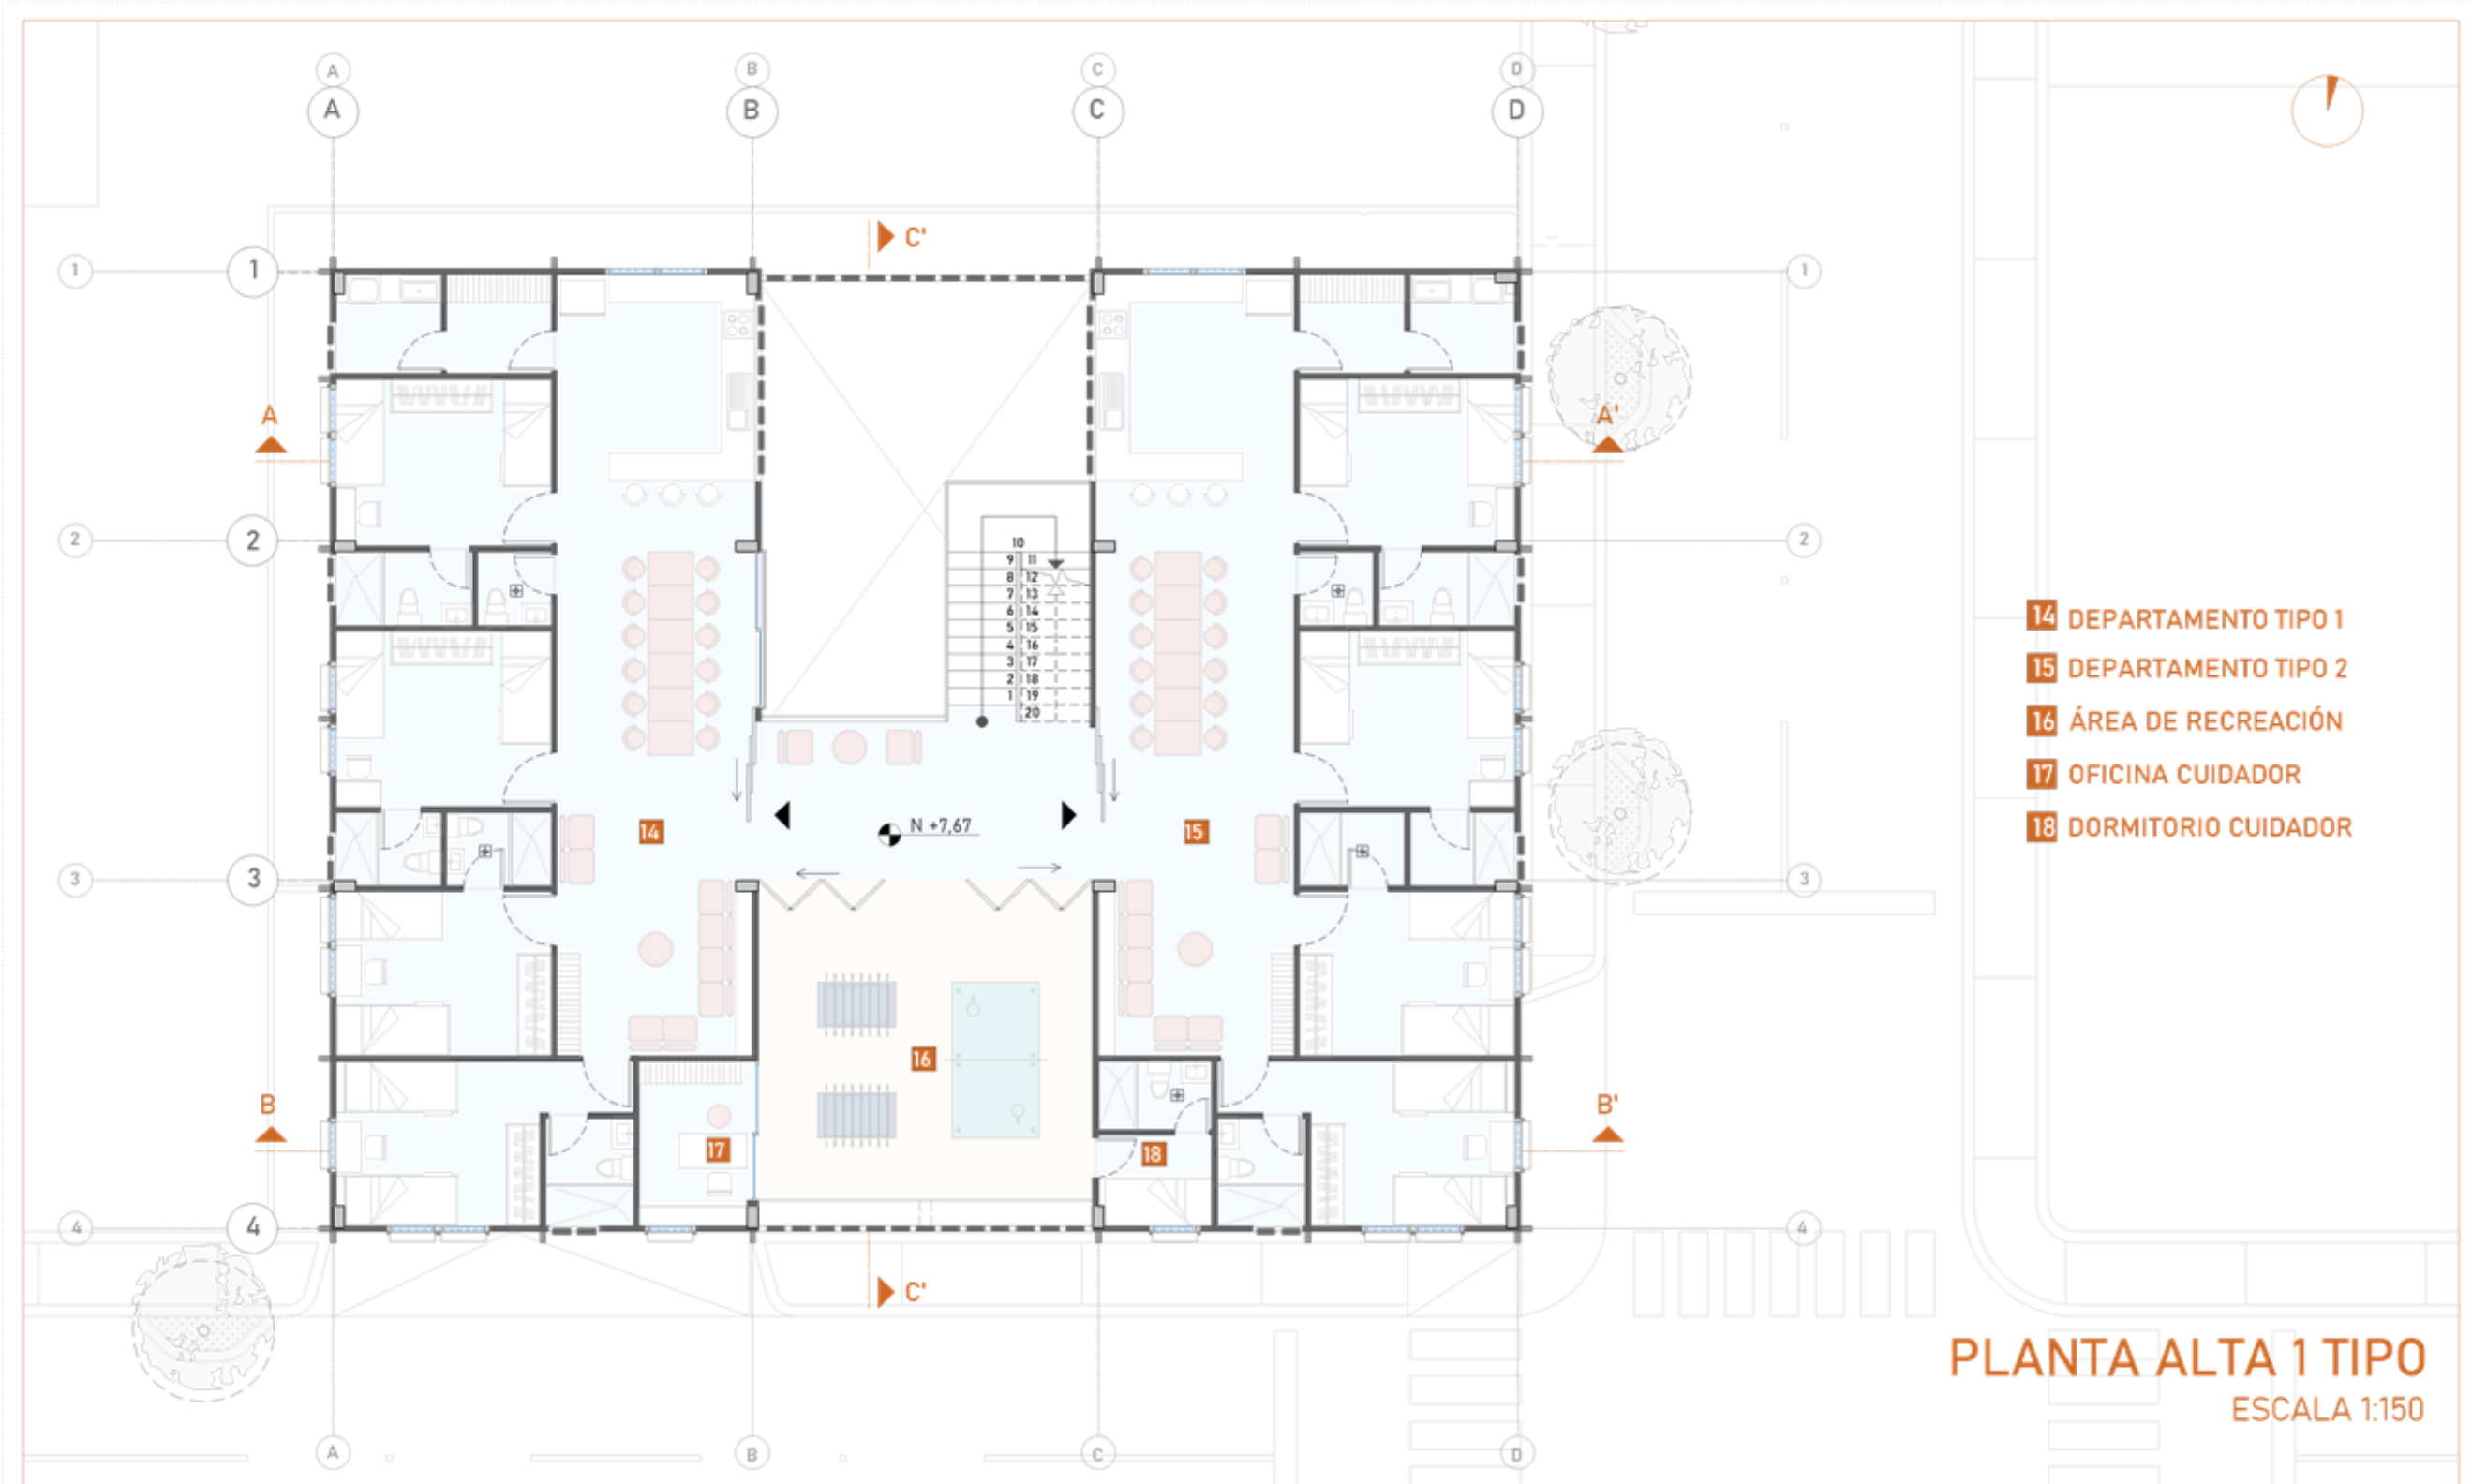 A B C D
A B C D
C'
1 1 1
A A'
2 2 2
10
9 11
8 12
7 13
6 14
5 15
4 16
3 17
2 18
1 19
20
14 DEPARTAMENTO TIPO 1
15 DEPARTAMENTO TIPO 2
16 ÁREA DE RECREACIÓN
17 OFICINA CUIDADOR
18 DORMITORIO CUIDADOR
14
N +7,67
15
3 3 3
16
B B'
17
18
4 4 4
C'
PLANTA ALTA 1 TIPO
ESCALA 1:150
A B C D